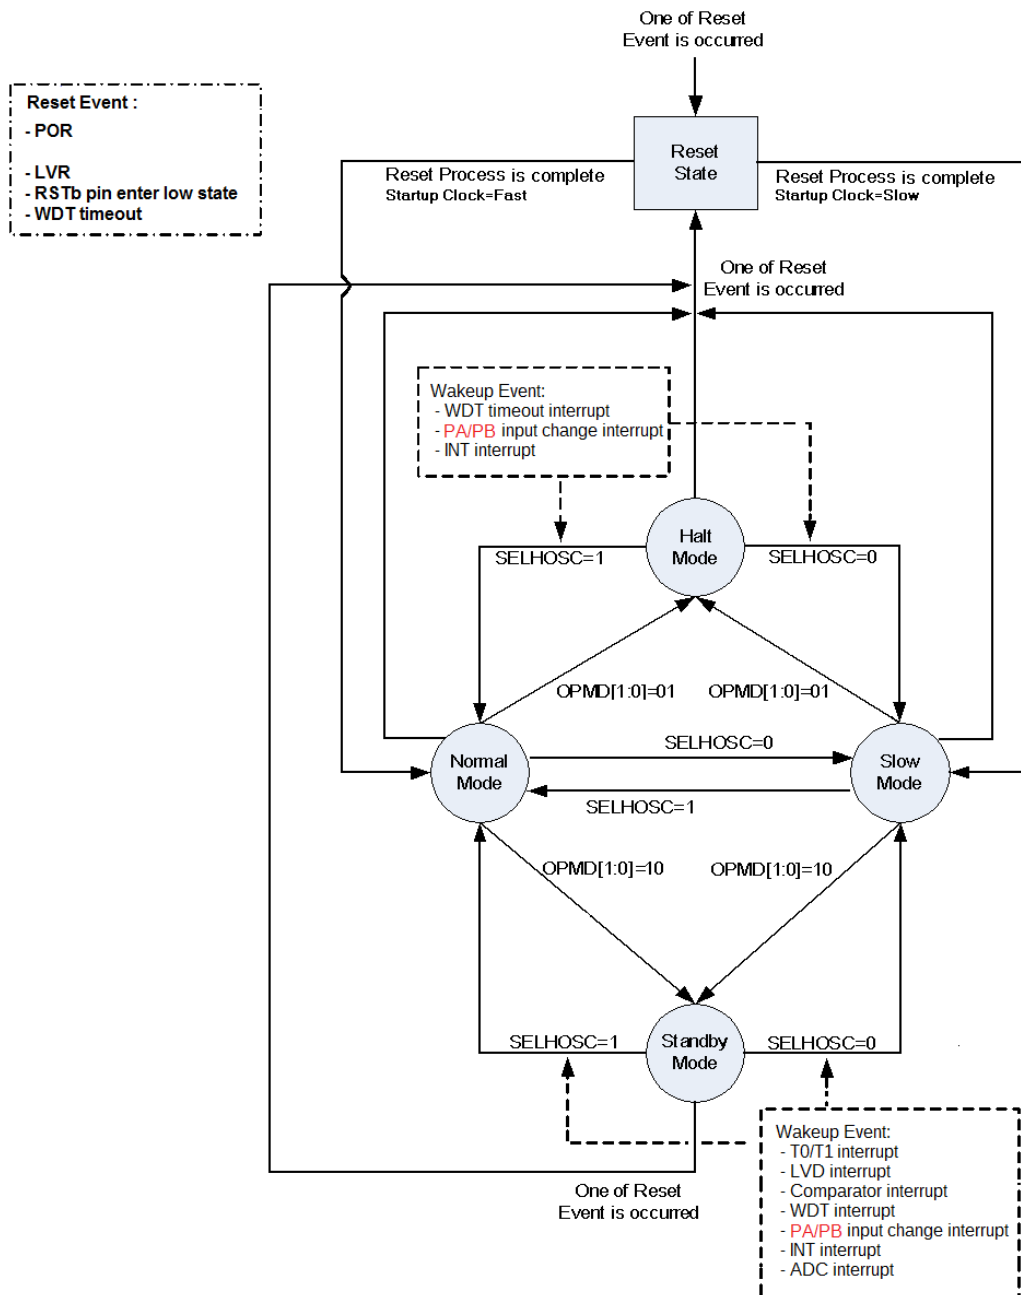 One of Reset
Event is occurred
Reset Event :
- POR
- LVR
- RSTb pin enter low state
- WDT timeout
Reset
State
Reset Process is complete
Startup Clock=Fast
Reset Process is complete
Startup Clock=Slow
One of Reset
Event is occurred
Wakeup Event:
- WDT timeout interrupt
- PA/PB input change interrupt
- INT interrupt
Halt
Mode
SELHOSC=1
SELHOSC=0
OPMD[1:0]=01
OPMD[1:0]=01
Normal
Mode
SELHOSC=0
Slow
Mode
SELHOSC=1
OPMD[1:0]=10
OPMD[1:0]=10
SELHOSC=1
Standby
Mode
SELHOSC=0
One of Reset
Event is occurred
Wakeup Event:
- T0/T1 interrupt
- LVD interrupt
- Comparator interrupt
- WDT interrupt
- PA/PB input change interrupt
- INT interrupt
- ADC interrupt